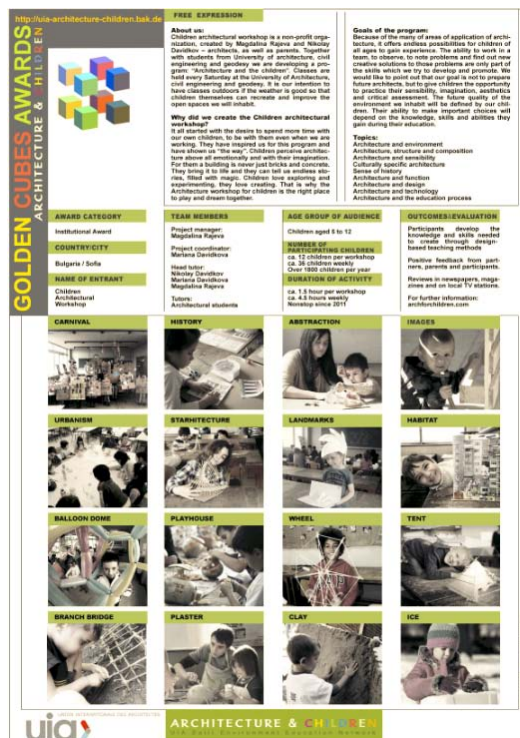 http://uia-architecture-children.bak.de
GOLDEN CUBES AWARDS
ARCHITECTURE & CHILDREN
FREE EXPRESSION
About us:
Children architectural workshop is a non-profit orga-
nization, created by Magdalina Rajeva and Nikolay
Davidkov – architects, as well as parents. Together
with students from University of architecture, civil
engineering and geodesy we are developing a pro-
gram: "Architecture and the children". Classes are
held every Saturday at the University of Architecture,
civil engineering and geodesy. It is our intention to
have classes outdoors if the weather is good so that
children themselves can recreate and improve the
open spaces we will inhabit.
Why did we create the Children architectural
workshop?
It all started with the desire to spend more time with
our own children, to be with them even when we are
working. They have inspired us for this program and
have shown us "the way". Children perceive architec-
ture above all emotionally and with their imagination.
For them a building is never just bricks and concrete.
They bring it to life and they can tell us endless sto-
ries, filled with magic. Children love exploring and
experimenting, they love creating. That is why the
Architecture workshop for children is the right place
to play and dream together.
Goals of the program:
Because of the many of areas of application of archi-
tecture, it offers endless possibilities for children of
all ages to gain experience. The ability to work in a
team, to observe, to note problems and find out new
creative solutions to those problems are only part of
the skills which we try to develop and promote. We
would like to point out that our goal is not to prepare
future architects, but to give children the opportunity
to practice their sensibility, imagination, aesthetics
and critical assessment. The future quality of the
environment we inhabit will be defined by our chil-
dren. Their ability to make important choices will
depend on the knowledge, skills and abilities they
gain during their education.
Topics:
Architecture and environment
Architecture, structure and composition
Architecture and sensibility
Culturally specific architecture
Sense of history
Architecture and function
Architecture and design
Architecture and technology
Architecture and the education process
AWARD CATEGORY
Institutional Award
COUNTRY/CITY
Bulgaria / Sofia
NAME OF ENTRANT
Children
Architectural
Workshop
TEAM MEMBERS
Project manager:
Magdalina Rajeva
Project coordinator:
Mariana Davidkova
Head tutor:
Nikolay Davidkov
Mariana Davidkova
Magdalina Rajeva
Tutors:
Architectural students
AGE GROUP OF AUDIENCE
Children aged 5 to 12
NUMBER OF
PARTICIPATING CHILDREN
ca. 12 children per workshop
ca. 36 children weekly
Over 1800 children per year
DURATION OF ACTIVITY
ca. 1.5 hour per workshop
ca. 4.5 hours weekly
Nonstop since 2011
OUTCOMES/EVALUATION
Participants develop the
knowledge and skills needed
to create through design-
based teaching methods
Positive feedback from part-
ners, parents and participants.
Reviews in newspapers, maga-
zines and on local TV stations.
For further information:
archforchildren.com
CARNIVAL
HISTORY
ABSTRACTION
IMAGES
URBANISM
STARHITECTURE
LANDMARKS
HABITAT
BALLOON DOME
PLAYHOUSE
WHEEL
TENT
BRANCH BRIDGE
PLASTER
CLAY
ICE
uia
UNION INTERNATIONALE DES ARCHITECTES
ARCHITECTURE & CHILDREN
UIA Built Environment Education Network